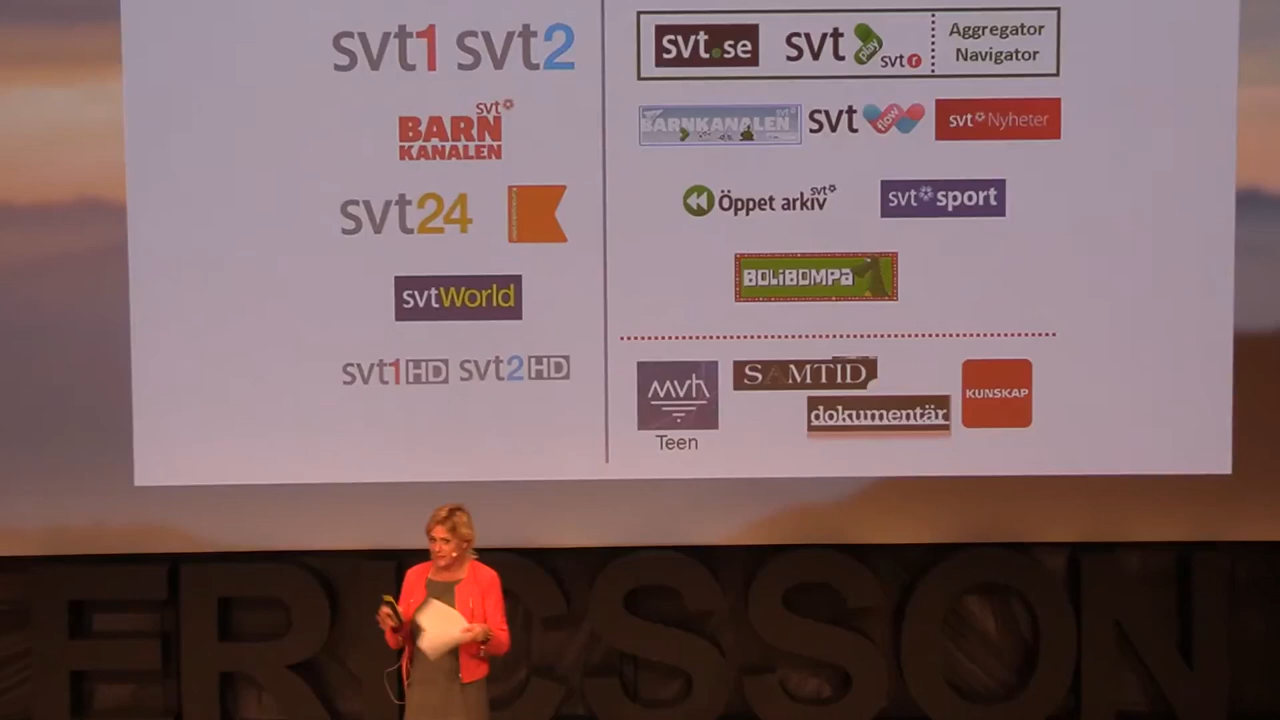 svt1 svt2
svt
BARN
KANALEN
svt24
svtWorld
svt1HD svt2HD
svt.se svt play svt r
Aggregator
Navigator
BARNKANALEN svt
svt flow
svt Nyheter
Öppet arkiv svt
svt sport
BOLIBOMPA
mvh
Teen
SAMTID
dokumentär
KUNSKAP
ERICSSON